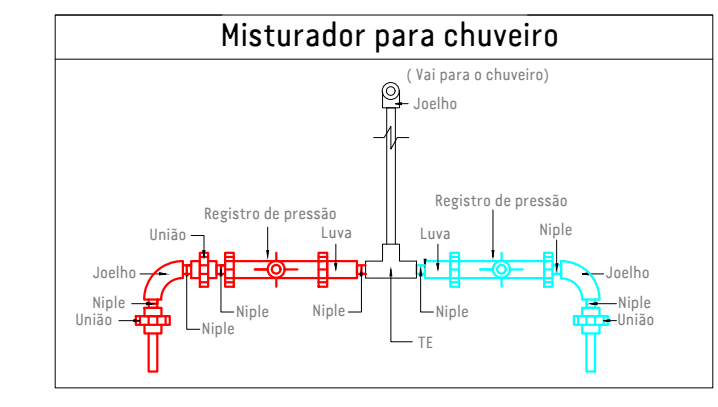 Misturador para chuveiro
( Vai para o chuveiro)
Joelho
Registro de pressão
Registro de pressão
União
Luva
Luva
Niple
Joelho
Joelho
Niple
Niple
Niple
Niple
Niple
União
Niple
União
TE